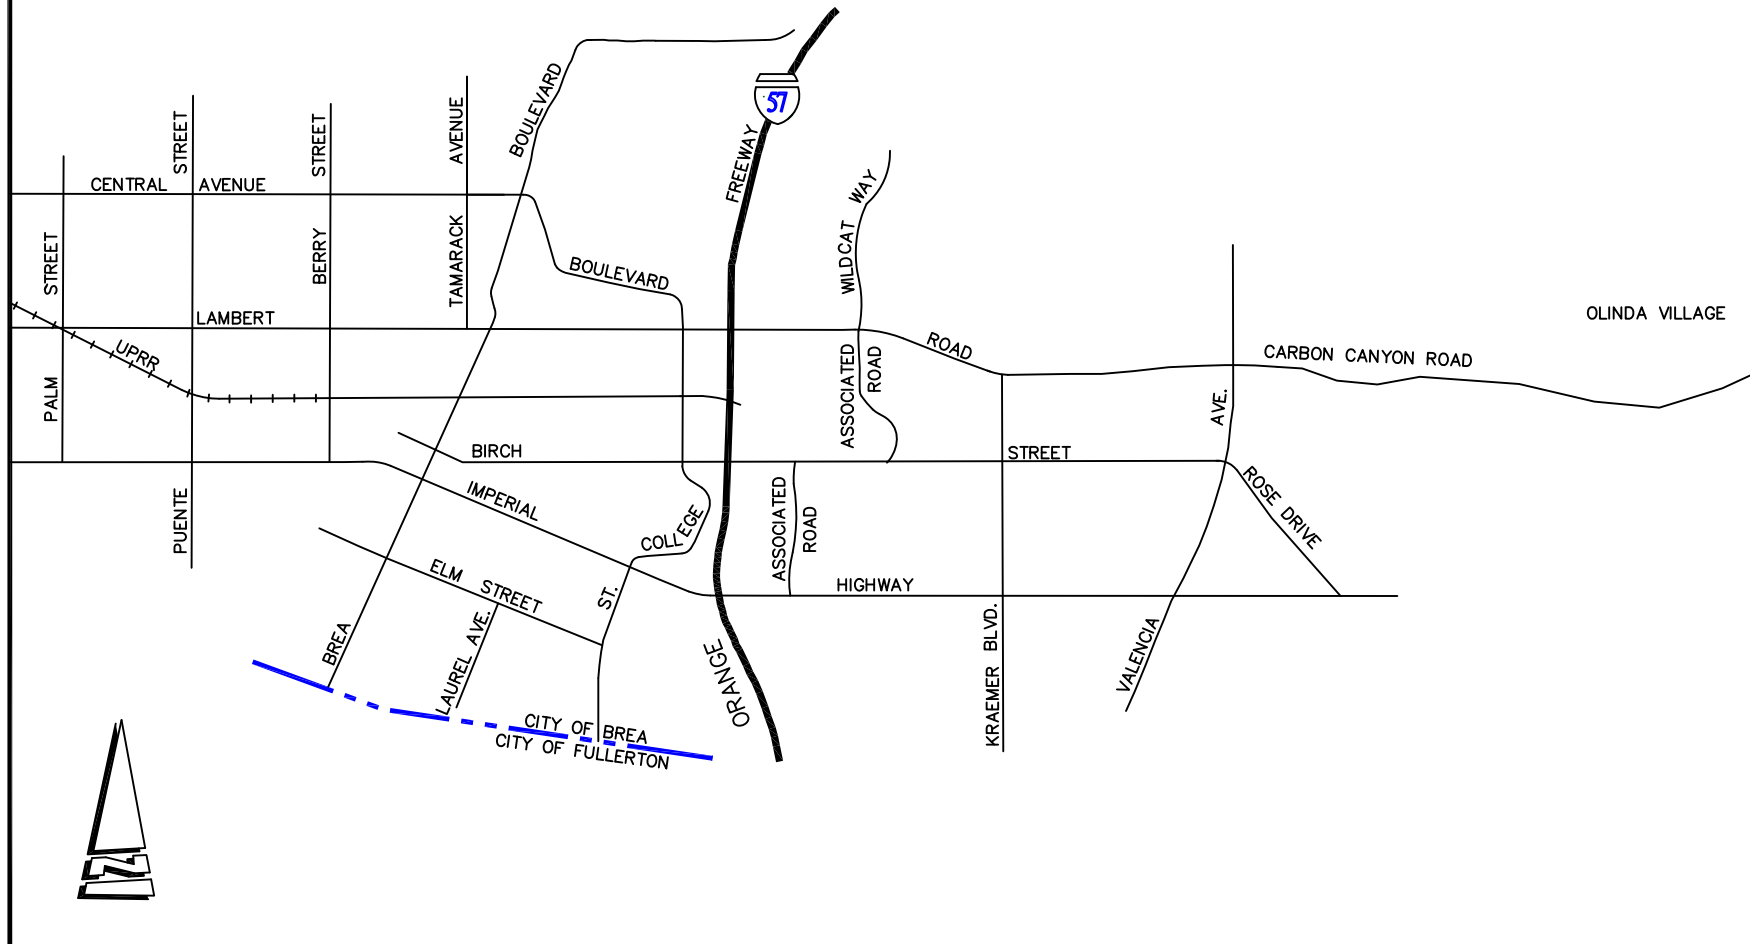 BOULEVARD
57
FREEWAY
STREET
STREET
AVENUE
CENTRAL AVENUE
WILDCAT WAY
STREET
BERRY
TAMARACK
BOULEVARD
LAMBERT
ROAD
OLINDA VILLAGE
UPRR
CARBON CANYON ROAD
PALM
ASSOCIATED
ROAD
AVE.
BIRCH
STREET
PUENTE
IMPERIAL
COLLEGE
ASSOCIATED
ROAD
ROSE DRIVE
ELM STREET
ST.
HIGHWAY
BREA
LAUREL AVE.
ORANGE
KRAEMER BLVD.
VALENCIA
CITY OF BREA
CITY OF FULLERTON
N